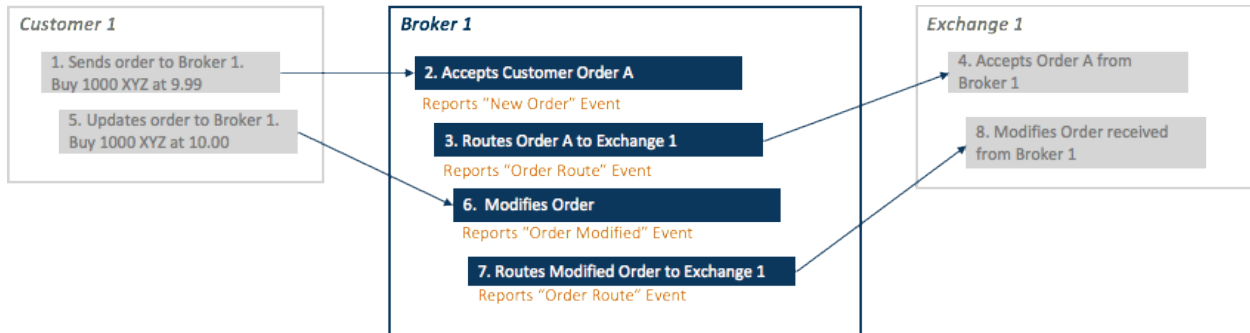 Customer 1
1. Sends order to Broker 1.
Buy 1000 XYZ at 9.99
5. Updates order to Broker 1.
Buy 1000 XYZ at 10.00
Broker 1
2. Accepts Customer Order A
Reports “New Order” Event
3. Routes Order A to Exchange 1
Reports “Order Route” Event
6. Modifies Order
Reports “Order Modified” Event
7. Routes Modified Order to Exchange 1
Reports “Order Route” Event
Exchange 1
4. Accepts Order A from
Broker 1
8. Modifies Order received
from Broker 1